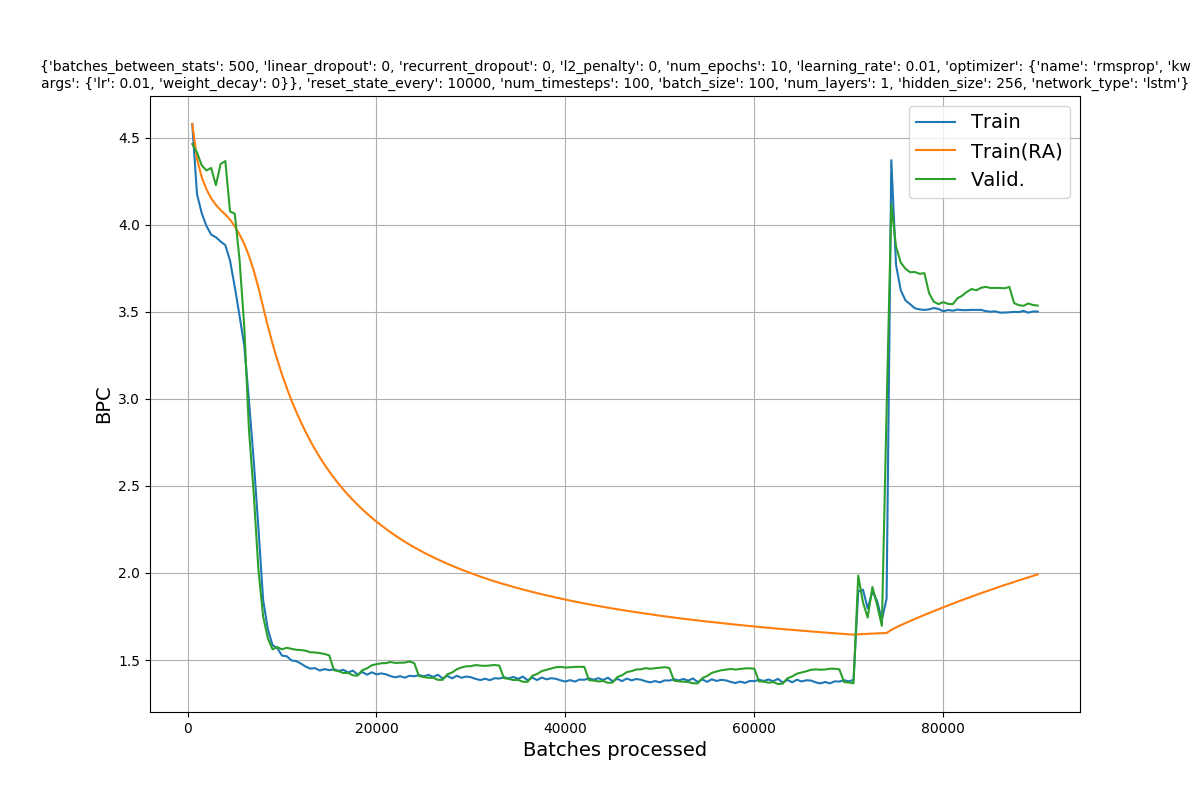 {'batches_between_stats': 500, 'linear_dropout': 0, 'recurrent_dropout': 0, 'l2_penalty': 0, 'num_epochs': 10, 'learning_rate': 0.01, 'optimizer': {'name': 'rmsprop', 'kw
args': {'lr': 0.01, 'weight_decay': 0}}, 'reset_state_every': 10000, 'num_timesteps': 100, 'batch_size': 100, 'num_layers': 1, 'hidden_size': 256, 'network_type': 'lstm'}
Train
Train(RA)
Valid.
4.5
4.0
3.5
3.0
2.5
2.0
1.5
BPC
0 20000 40000 60000 80000
Batches processed